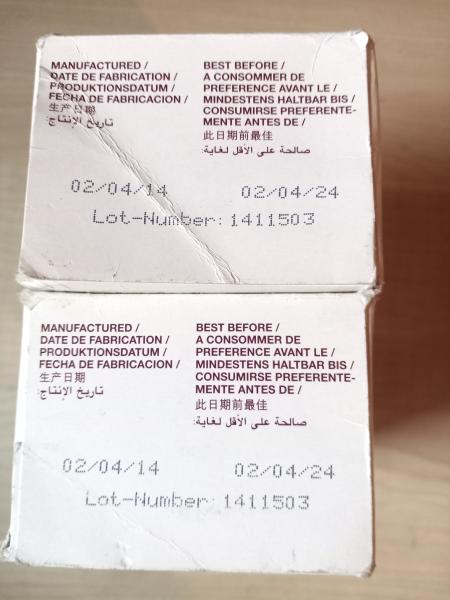 MANUFACTURED /
DATE DE FABRICATION /
PRODUKTIONSDATUM /
FECHA DE FABRICACION /
生产日期
تاريخ الإنتاج:
BEST BEFORE /
A CONSOMMER DE
PREFERENCE AVANT LE /
MINDESTENS HALTBAR BIS /
CONSUMIRSE PREFERENTE-
MENTE ANTES DE /
此日期前最佳
صالحة على الأقل لغاية:
02/04/14 02/04/24
Lot-Number: 1411503
MANUFACTURED /
DATE DE FABRICATION /
PRODUKTIONSDATUM /
FECHA DE FABRICACION /
生产日期
تاريخ الإنتاج:
BEST BEFORE /
A CONSOMMER DE
PREFERENCE AVANT LE /
MINDESTENS HALTBAR BIS /
CONSUMIRSE PREFERENTE-
MENTE ANTES DE /
此日期前最佳
صالحة على الأقل لغاية:
02/04/14 02/04/24
Lot-Number: 1411503